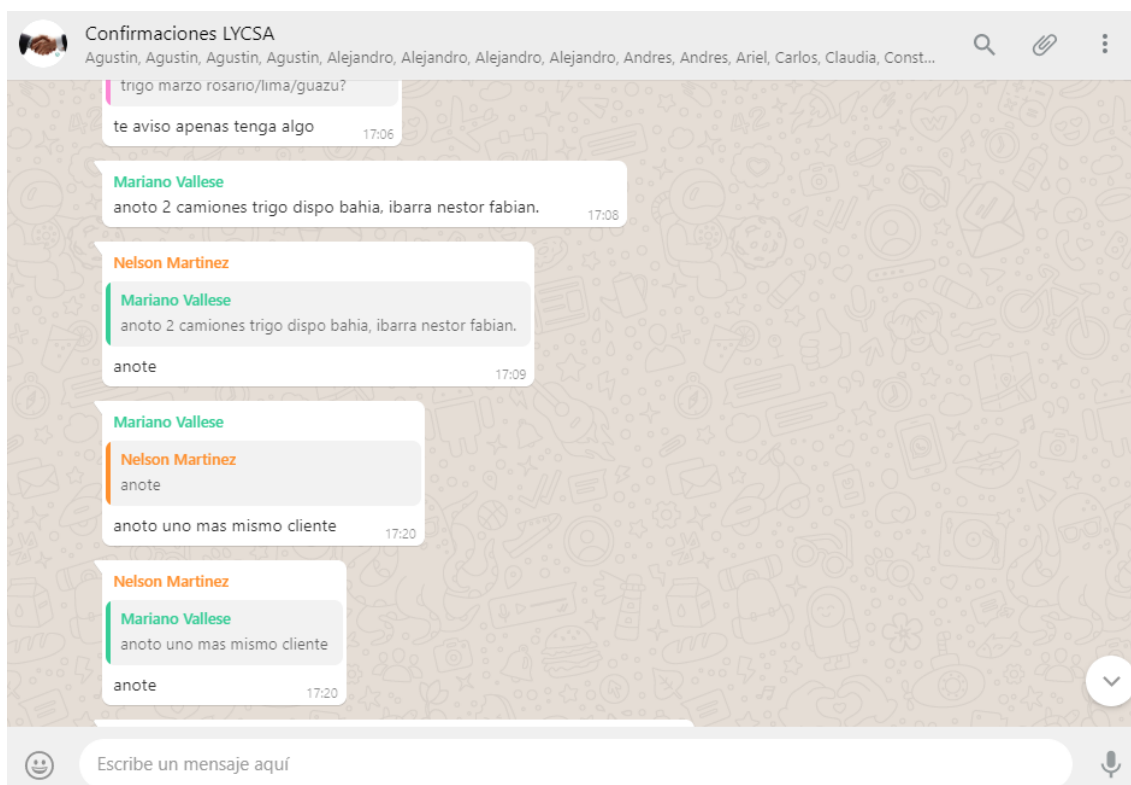 Confirmaciones LYCSA
Agustin, Agustin, Agustin, Agustin, Alejandro, Alejandro, Alejandro, Alejandro, Andres, Andres, Ariel, Carlos, Claudia, Const...
trigo marzo rosario/lima/guazu?
te aviso apenas tenga algo 17:06
Mariano Vallese
anoto 2 camiones trigo dispo bahia, ibarra nestor fabian. 17:08
Nelson Martinez
Mariano Vallese
anoto 2 camiones trigo dispo bahia, ibarra nestor fabian.
anote 17:09
Mariano Vallese
Nelson Martinez
anote
anoto uno mas mismo cliente 17:20
Nelson Martinez
Mariano Vallese
anoto uno mas mismo cliente
anote 17:20
Escribe un mensaje aquí